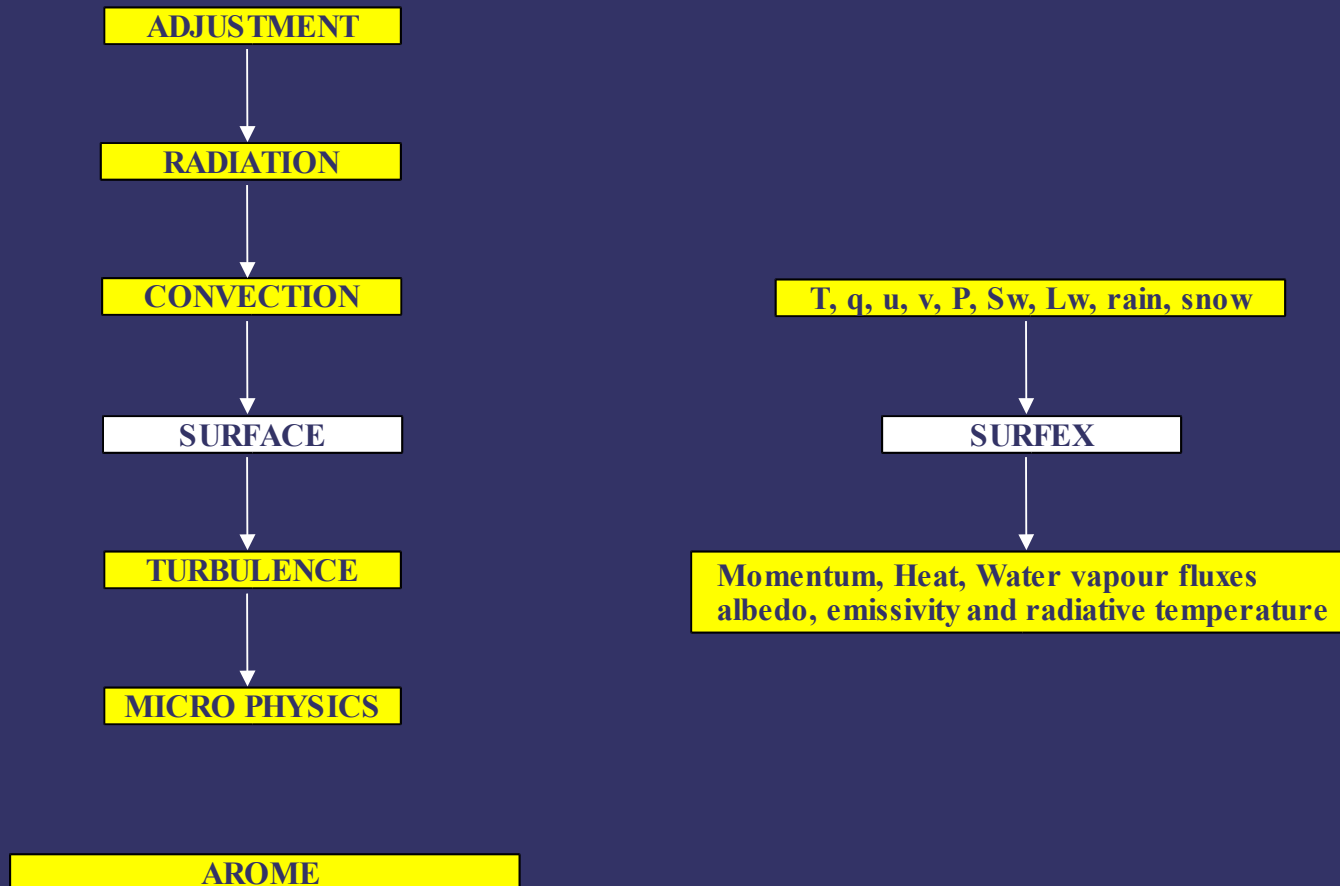 ADJUSTMENT
RADIATION
CONVECTION
SURFACE
TURBULENCE
MICRO PHYSICS
AROME
T, q, u, v, P, Sw, Lw, rain, snow
SURFEX
Momentum, Heat, Water vapour fluxes
albedo, emissivity and radiative temperature